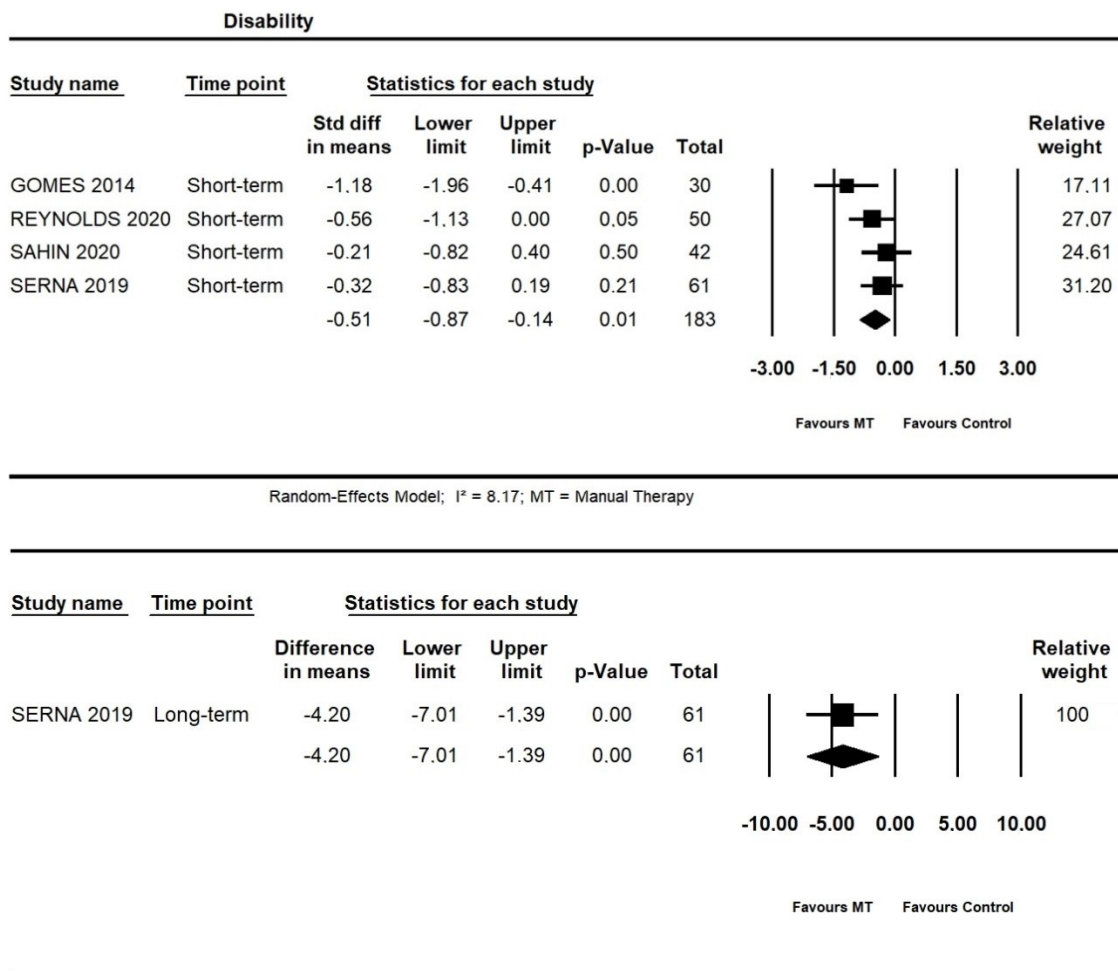 Disability
Study name Time point Statistics for each study
Std diff in means Lower limit Upper limit p-Value Total Relative weight
GOMES 2014 Short-term -1.18 -1.96 -0.41 0.00 30 17.11
REYNOLDS 2020 Short-term -0.56 -1.13 0.00 0.05 50 27.07
SAHIN 2020 Short-term -0.21 -0.82 0.40 0.50 42 24.61
SERNA 2019 Short-term -0.32 -0.83 0.19 0.21 61 31.20
-0.51 -0.87 -0.14 0.01 183
-3.00 -1.50 0.00 1.50 3.00
Favours MT Favours Control
Random-Effects Model; I² = 8.17; MT = Manual Therapy
Study name Time point Statistics for each study
Difference in means Lower limit Upper limit p-Value Total Relative weight
SERNA 2019 Long-term -4.20 -7.01 -1.39 0.00 61 100
-4.20 -7.01 -1.39 0.00 61
-10.00 -5.00 0.00 5.00 10.00
Favours MT Favours Control